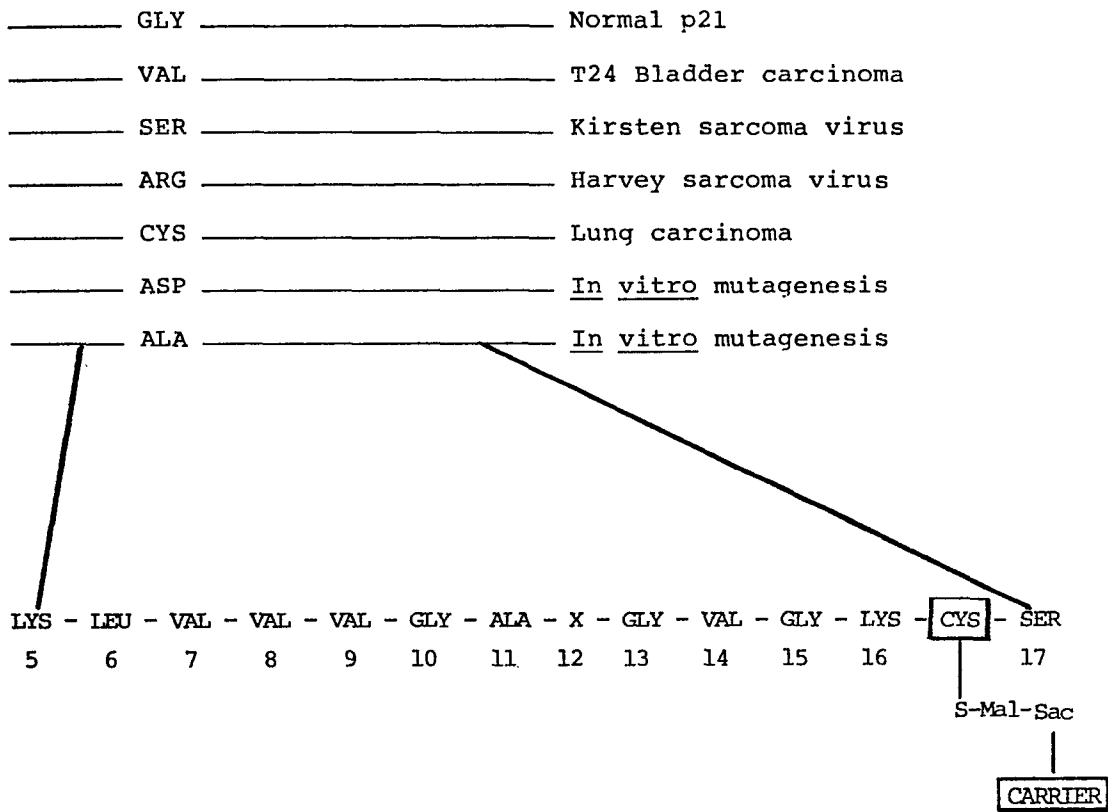 GLY Normal p21
VAL T24 Bladder carcinoma
SER Kirsten sarcoma virus
ARG Harvey sarcoma virus
CYS Lung carcinoma
ASP In vitro mutagenesis
ALA In vitro mutagenesis
LYS - LEU - VAL - VAL - VAL - GLY - ALA - X - GLY - VAL - GLY - LYS - CYS - SER
5 6 7 8 9 10 11 12 13 14 15 16 17
S-Mal-Sac
CARRIER